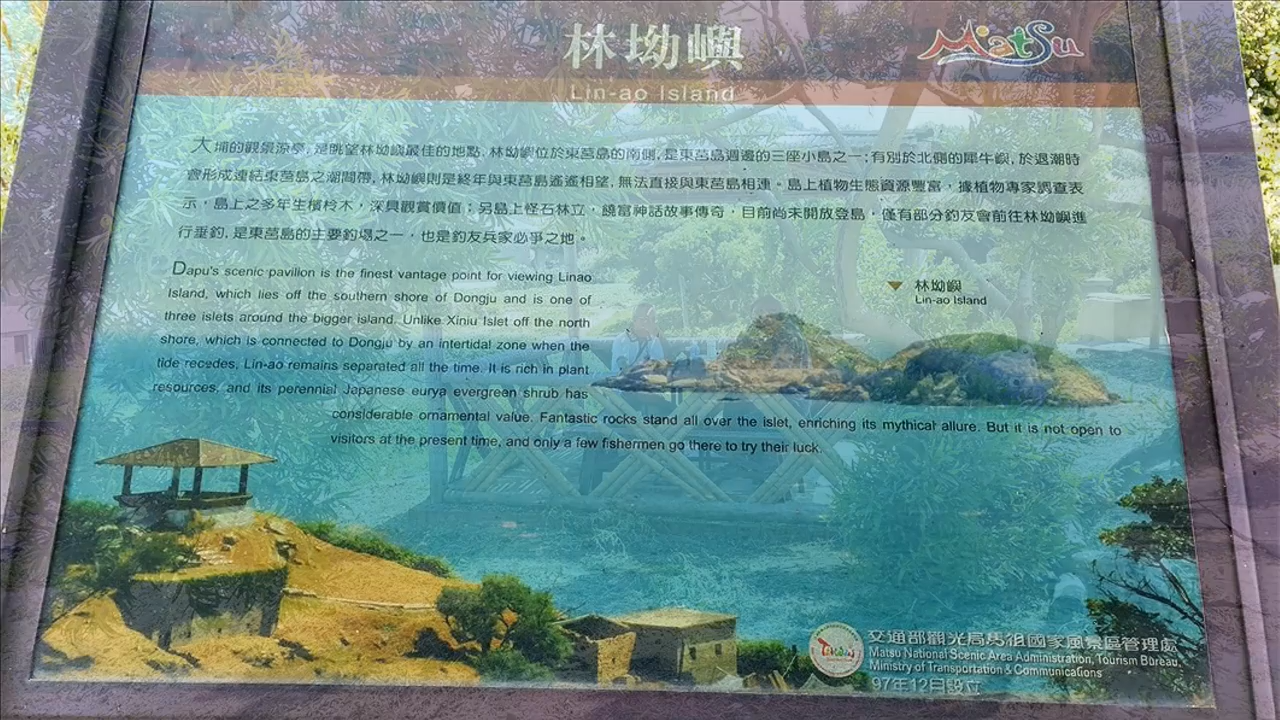 林坳嶼
MatSu
Lin-ao Island
大埔的觀景涼亭,是眺望林坳嶼最佳的地點.林坳嶼位於東莒島的南側,是東莒島週邊的三座小島之一;有別於北側的犀牛嶼,於退潮時
會形成連結東莒島之潮間帶,林坳嶼則是終年與東莒島遙遙相望,無法直接與東莒島相連。島上植物生態資源豐富,據植物專家調查表
示,島上之多年生檳柃木,深具觀賞價值;另島上怪石林立,饒富神話故事傳奇,目前尚未開放登島,僅有部分釣友會前往林坳嶼進
行垂釣,是東莒島的主要釣場之一,也是釣友兵家必爭之地。
Dapu's scenic pavilion is the finest vantage point for viewing Linao
Island, which lies off the southern shore of Dongju and is one of
three islets around the bigger island. Unlike Xiniu Islet off the north
shore, which is connected to Dongju by an intertidal zone when the
tide recedes, Lin-ao remains separated all the time. It is rich in plant
resources, and its perennial Japanese eurya evergreen shrub has
considerable ornamental value. Fantastic rocks stand all over the islet, enriching its mythical allure. But it is not open to
visitors at the present time, and only a few fishermen go there to try their luck.
林坳嶼
Lin-ao Island
交通部觀光局馬祖國家風景區管理處
Matsu National Scenic Area Administration, Tourism Bureau,
Ministry of Transportation & Communications
97年12月設立